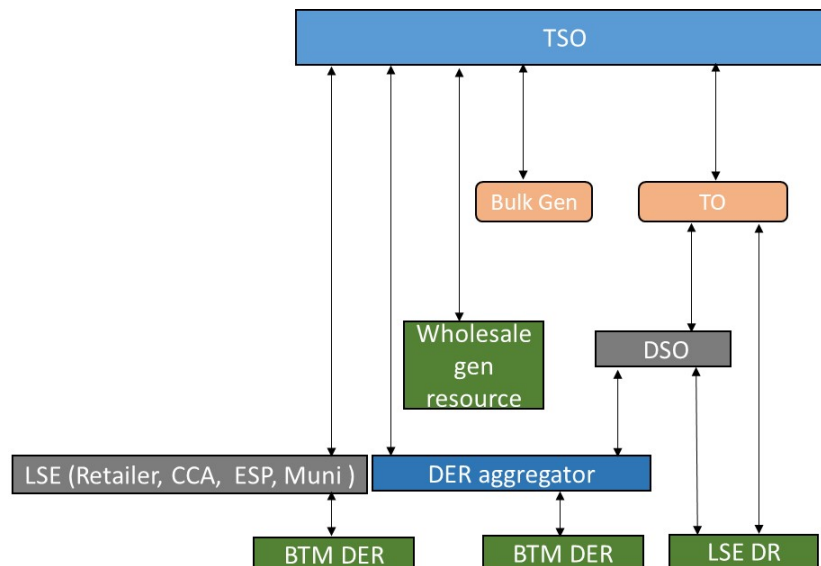 TSO
Bulk Gen
TO
Wholesale
gen
resource
DSO
LSE (Retailer, CCA, ESP, Muni )
DER aggregator
BTM DER
BTM DER
LSE DR